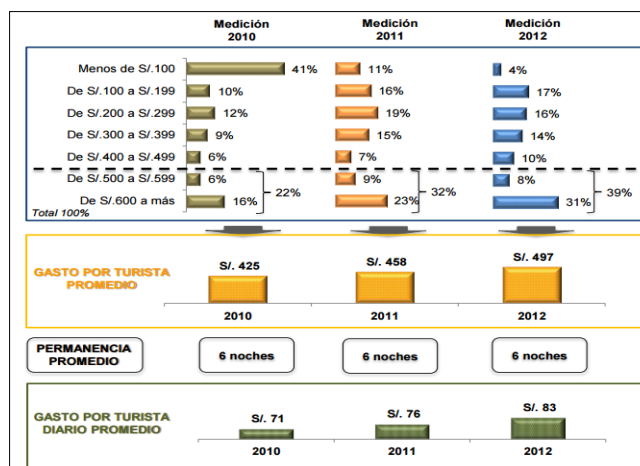 Medición 2010
Medición 2011
Medición 2012
Menos de S/.100 41% 11% 4%
De S/.100 a S/.199 10% 16% 17%
De S/.200 a S/.299 12% 19% 16%
De S/.300 a S/.399 9% 15% 14%
De S/.400 a S/.499 6% 7% 10%
De S/.500 a S/.599 6% 9% 8%
22% 32% 39%
De S/.600 a más 16% 23% 31%
Total 100%
GASTO POR TURISTA
PROMEDIO
S/. 425 S/. 458 S/. 497
2010 2011 2012
PERMANENCIA
PROMEDIO
6 noches 6 noches 6 noches
GASTO POR TURISTA
DIARIO PROMEDIO
S/. 71 S/. 76 S/. 83
2010 2011 2012